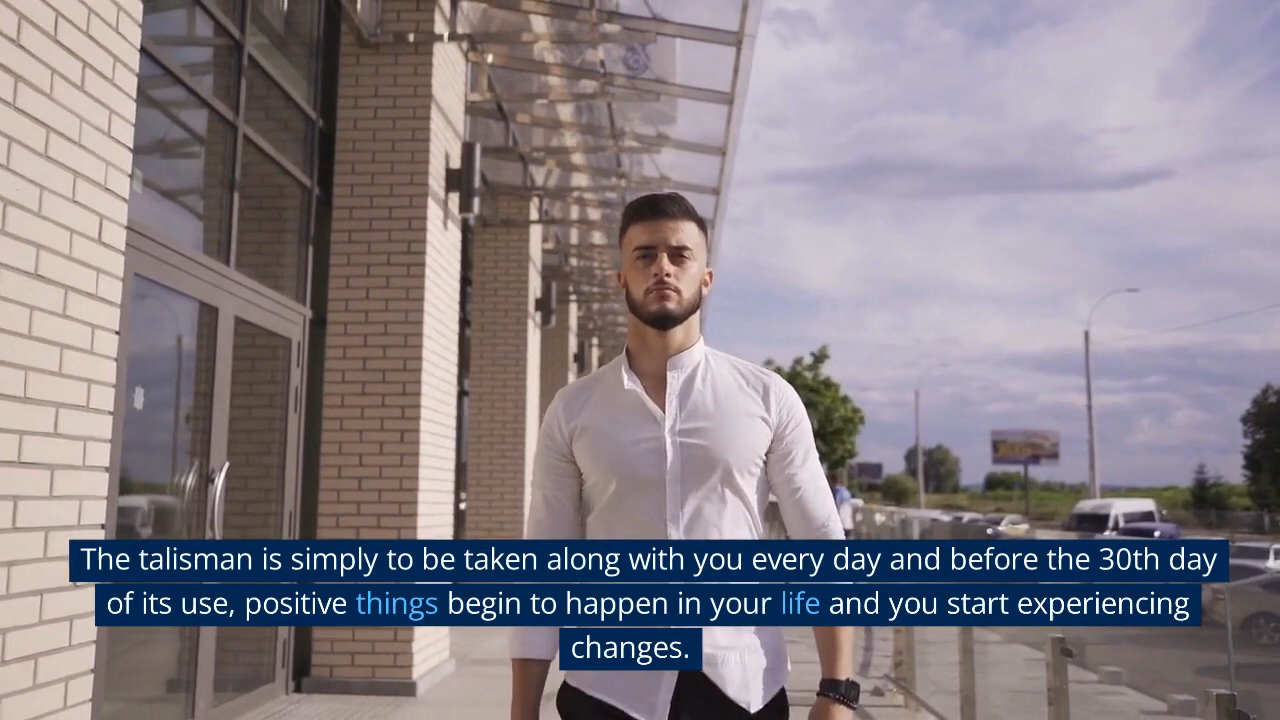 The talisman is simply to be taken along with you every day and before the 30th day
of its use, positive things begin to happen in your life and you start experiencing
changes.